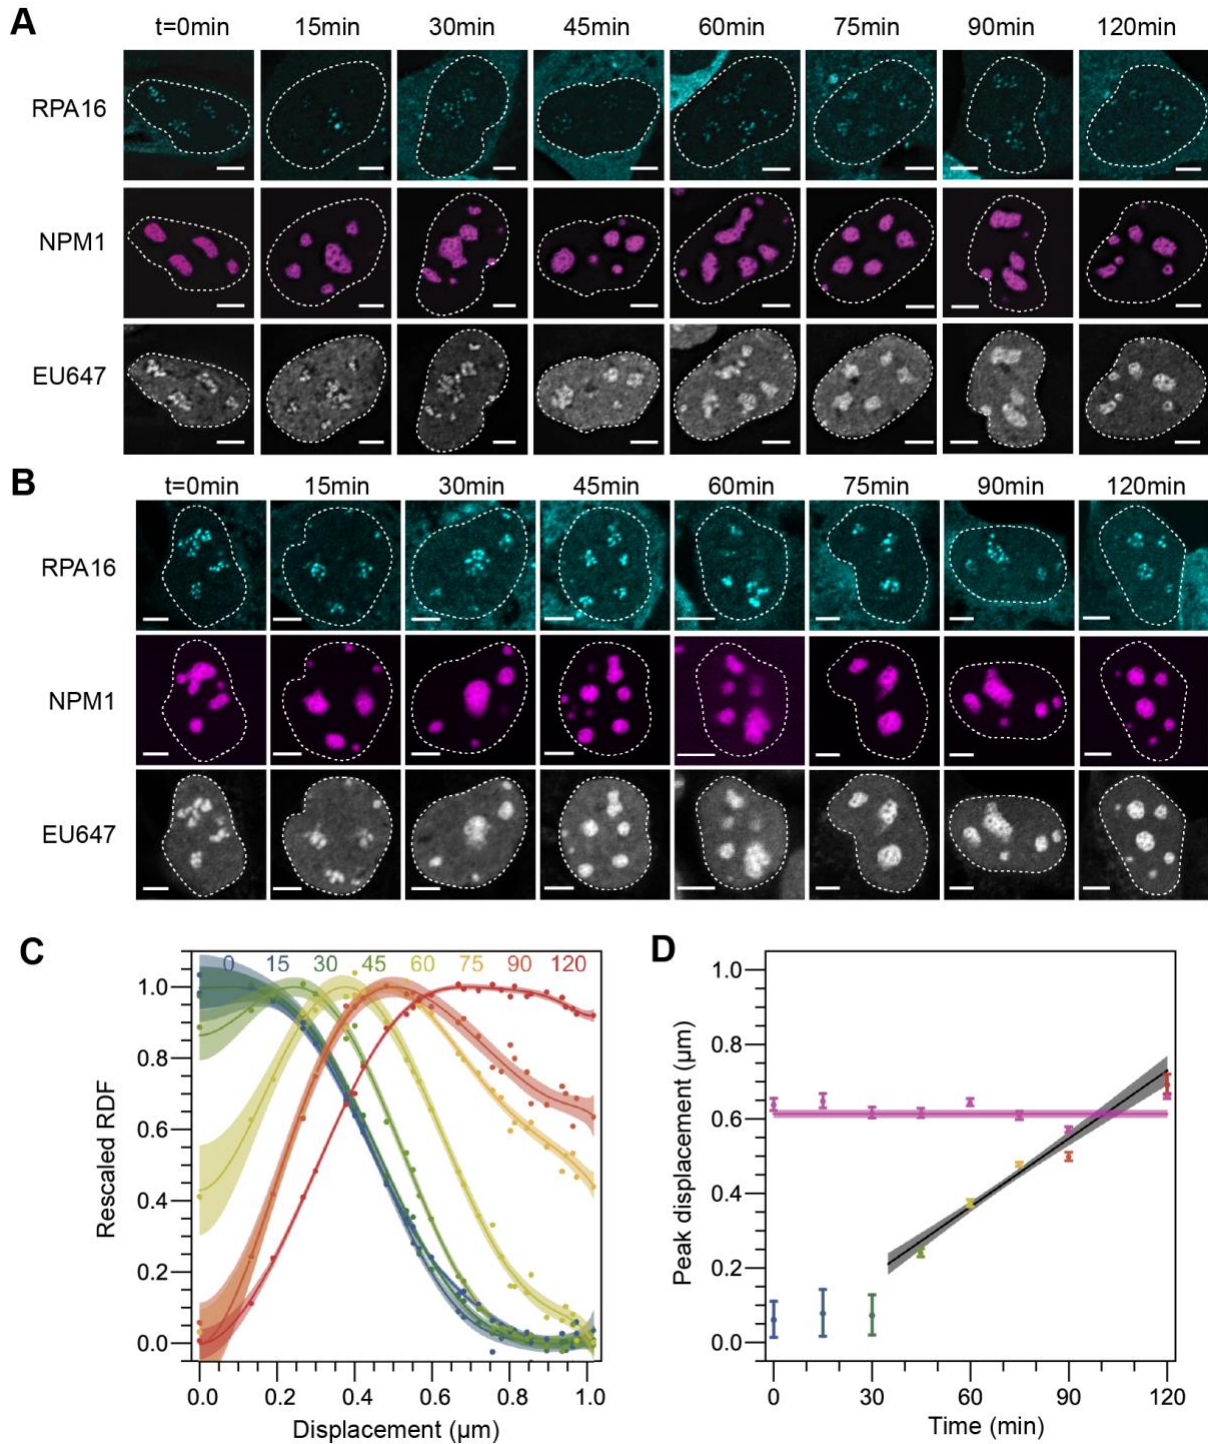 A
t=0min 15min 30min 45min 60min 75min 90min 120min
RPA16
NPM1
EU647
B
t=0min 15min 30min 45min 60min 75min 90min 120min
RPA16
NPM1
EU647
C
0 15 30 45 60 75 90 120
1.0
0.8
0.6
0.4
0.2
0.0
Rescaled RDF
0.0 0.2 0.4 0.6 0.8 1.0
Displacement (μm)
D
1.0
0.8
0.6
0.4
0.2
0.0
Peak displacement (μm)
0 30 60 90 120
Time (min)